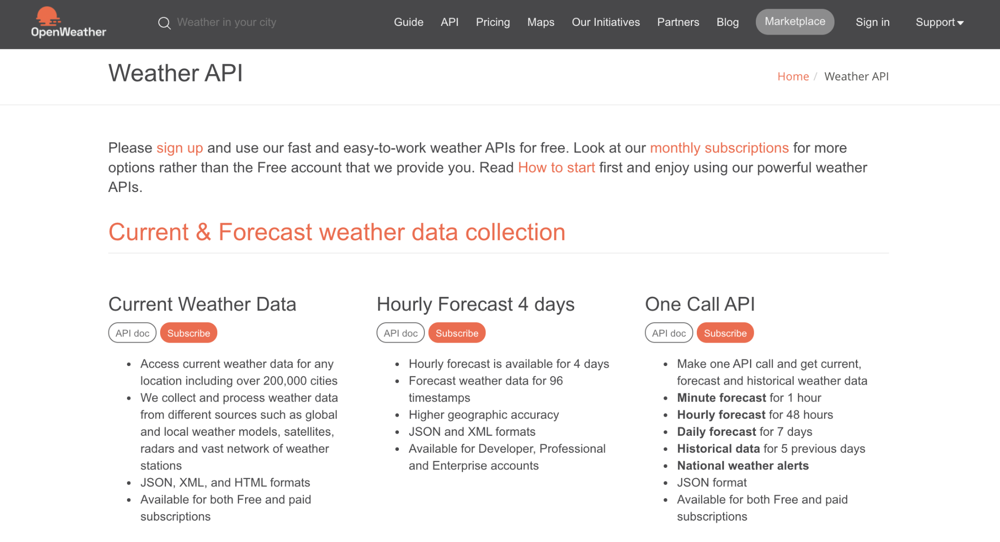 OpenWeather
Weather in your city
Guide API Pricing Maps Our Initiatives Partners Blog Marketplace Sign in Support
Weather API
Home / Weather API
Please sign up and use our fast and easy-to-work weather APIs for free. Look at our monthly subscriptions for more
options rather than the Free account that we provide you. Read How to start first and enjoy using our powerful weather
APIs.
Current & Forecast weather data collection
Current Weather Data
API doc Subscribe
• Access current weather data for any
location including over 200,000 cities
• We collect and process weather data
from different sources such as global
and local weather models, satellites,
radars and vast network of weather
stations
• JSON, XML, and HTML formats
• Available for both Free and paid
subscriptions
Hourly Forecast 4 days
API doc Subscribe
• Hourly forecast is available for 4 days
• Forecast weather data for 96
timestamps
• Higher geographic accuracy
• JSON and XML formats
• Available for Developer, Professional
and Enterprise accounts
One Call API
API doc Subscribe
• Make one API call and get current,
forecast and historical weather data
• Minute forecast for 1 hour
• Hourly forecast for 48 hours
• Daily forecast for 7 days
• Historical data for 5 previous days
• National weather alerts
• JSON format
• Available for both Free and paid
subscriptions